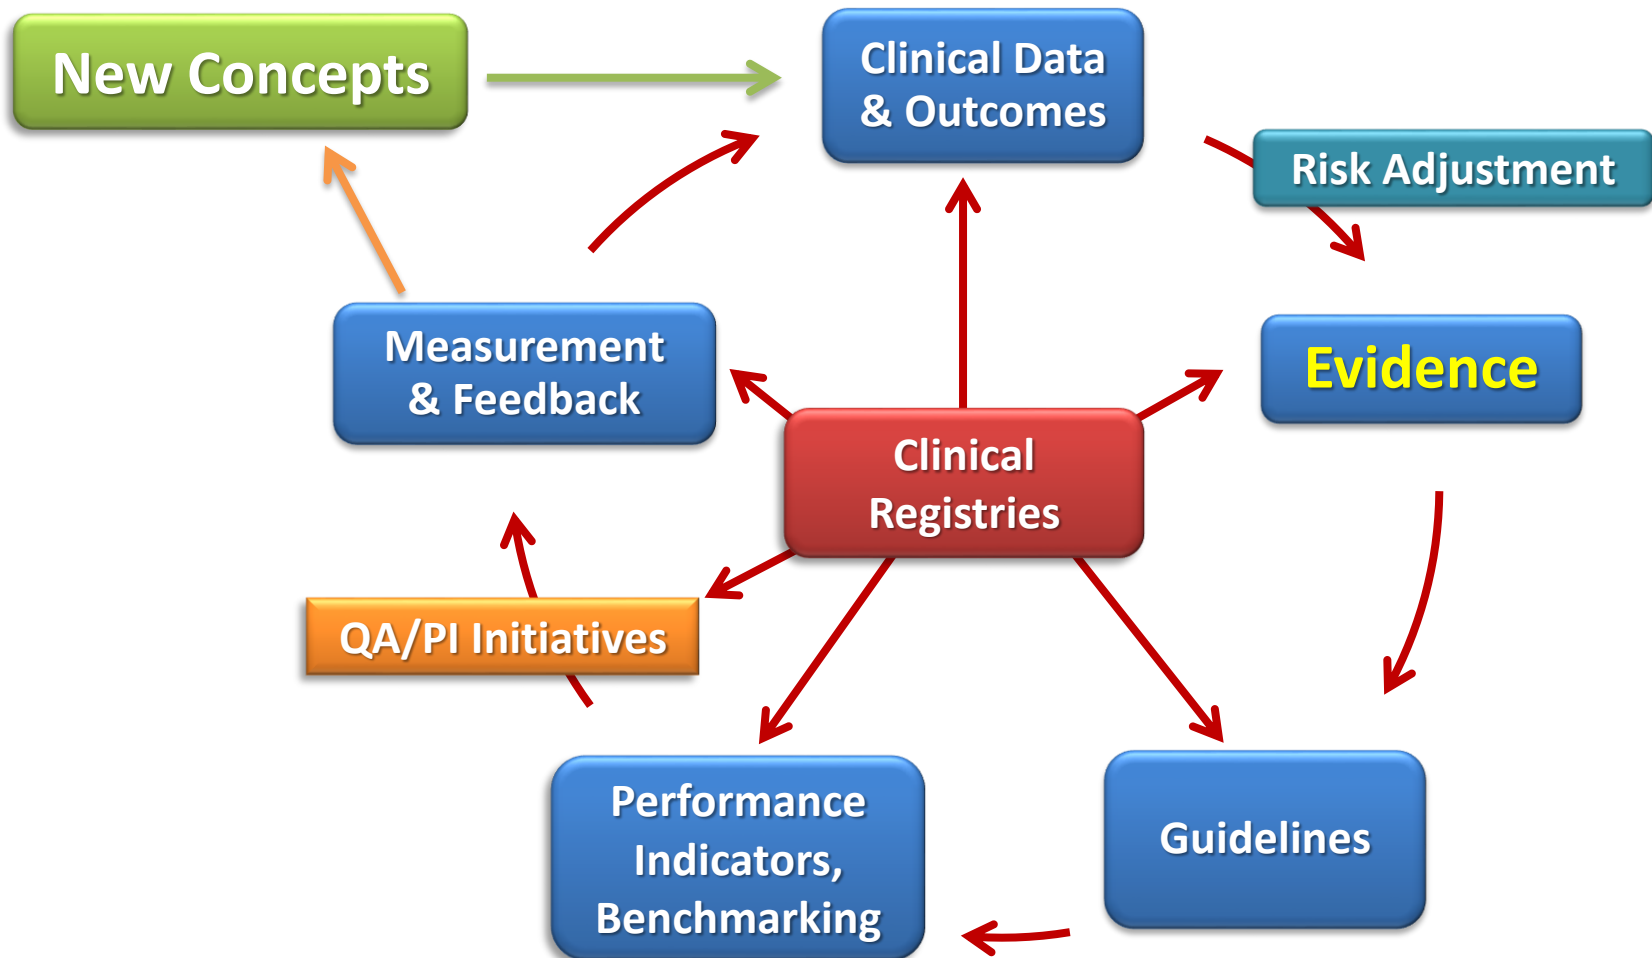 New Concepts
Clinical Data
& Outcomes
Risk Adjustment
Measurement
& Feedback
Evidence
Clinical
Registries
QA/PI Initiatives
Performance
Indicators,
Benchmarking
Guidelines